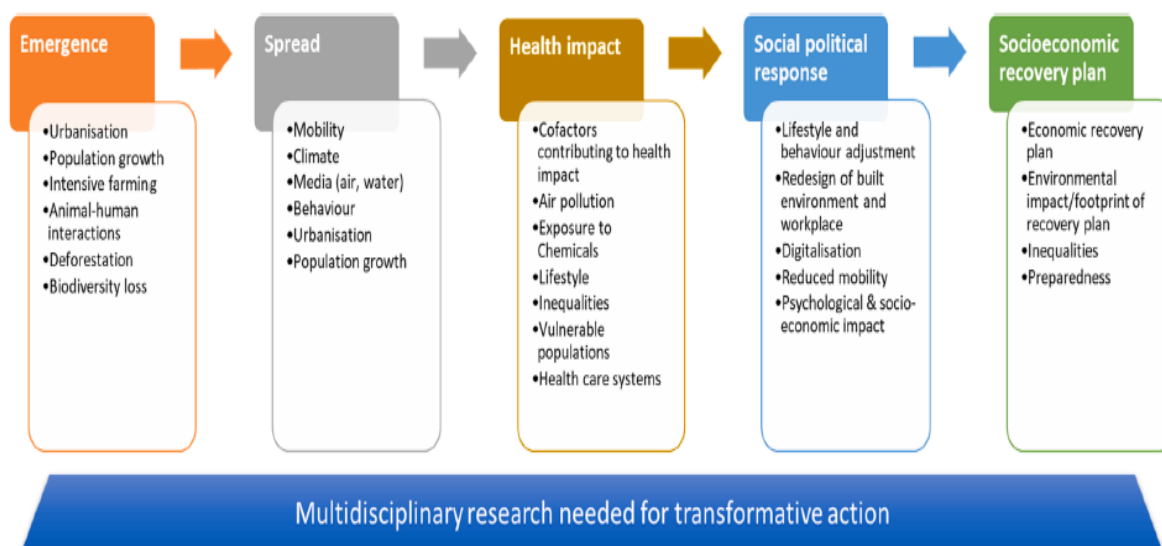 Emergence
•Urbanisation
•Population growth
•Intensive farming
•Animal-human
interactions
•Deforestation
•Biodiversity loss
Spread
•Mobility
•Climate
•Media (air, water)
•Behaviour
•Urbanisation
•Population growth
Health impact
•Cofactors
contributing to health
impact
•Air pollution
•Exposure to
Chemicals
•Lifestyle
•Inequalities
•Vulnerable
populations
•Health care systems
Social political
response
•Lifestyle and
behaviour adjustment
•Redesign of built
environment and
workplace
•Digitalisation
•Reduced mobility
•Psychological & socio-
economic impact
Socioeconomic
recovery plan
•Economic recovery
plan
•Environmental
impact/footprint of
recovery plan
•Inequalities
•Preparedness
Multidisciplinary research needed for transformative action